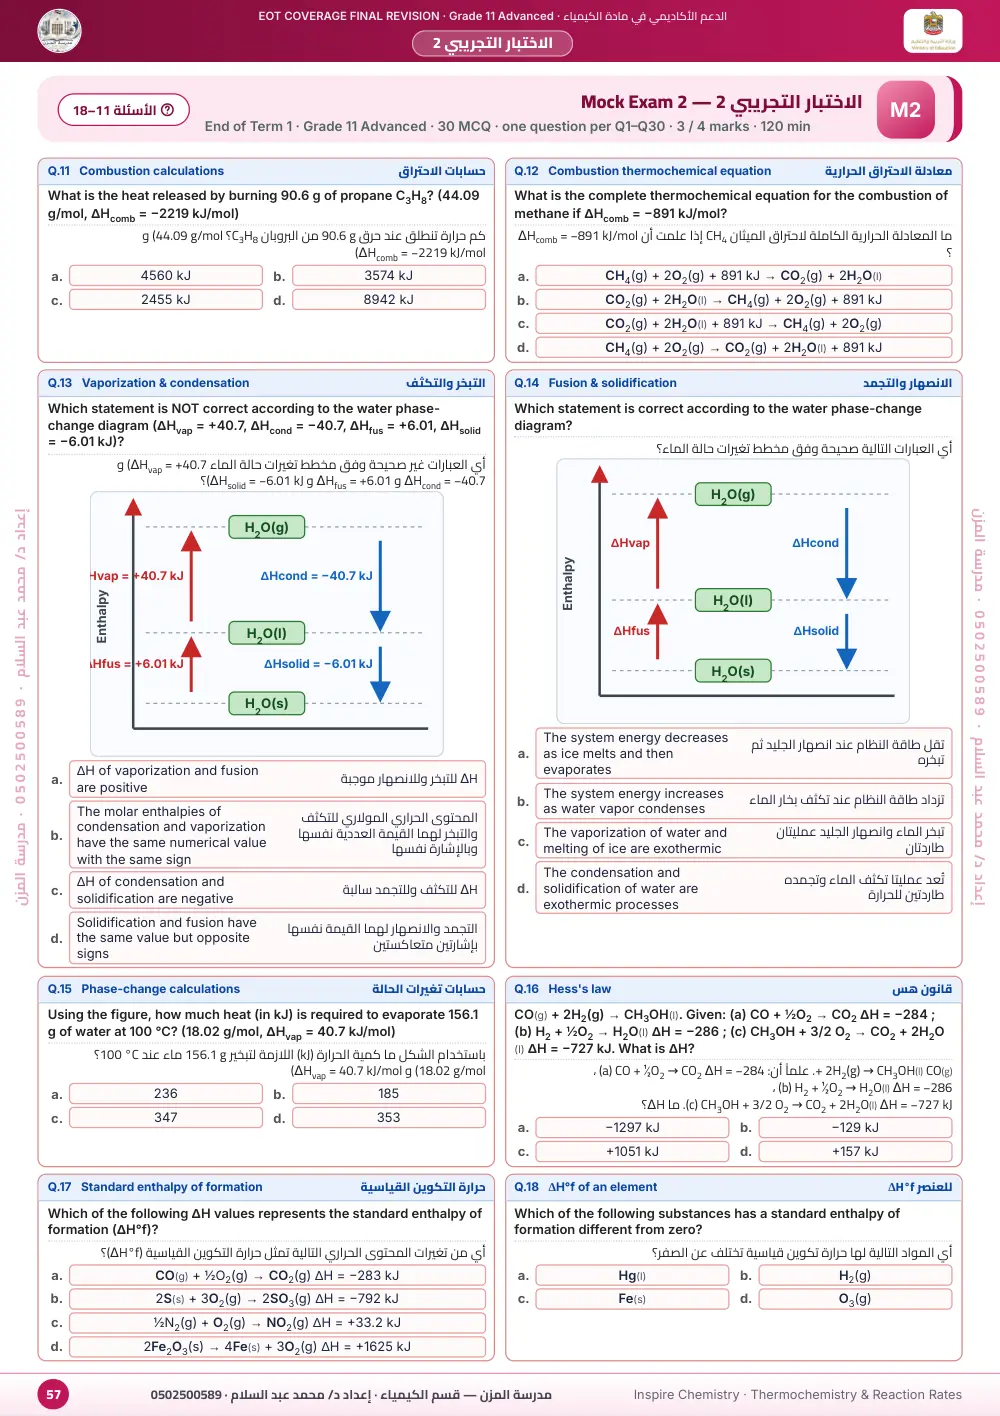 EOT COVERAGE FINAL REVISION · Grade 11 Advanced · الدعم الأكاديمي في مادة الكيمياء
الاختبار التجريبي 2
الاختبار التجريبي 2 — Mock Exam 2
M2
الأسئلة 11–18
End of Term 1 · Grade 11 Advanced · 30 MCQ · one question per Q1–Q30 · 3 / 4 marks · 120 min
Q.11 Combustion calculations حسابات الاحتراق
What is the heat released by burning 90.6 g of propane C₃H₈? (44.09
g/mol, ΔHcomb = −2219 kJ/mol)
كم حرارة تنطلق عند حرق 90.6 g من البروبان C₃H₈؟ (44.09 g/mol و
ΔHcomb = −2219 kJ/mol)
a. 4560 kJ b. 3574 kJ
c. 2455 kJ d. 8942 kJ
Q.12 Combustion thermochemical equation معادلة الاحتراق الحرارية
What is the complete thermochemical equation for the combustion of
methane if ΔHcomb = −891 kJ/mol?
ما المعادلة الحرارية الكاملة لاحتراق الميثان CH₄ إذا علمت أن ΔHcomb = −891 kJ/mol
؟
a. CH₄(g) + 2O₂(g) + 891 kJ → CO₂(g) + 2H₂O(l)
b. CO₂(g) + 2H₂O(l) → CH₄(g) + 2O₂(g) + 891 kJ
c. CO₂(g) + 2H₂O(l) + 891 kJ → CH₄(g) + 2O₂(g)
d. CH₄(g) + 2O₂(g) → CO₂(g) + 2H₂O(l) + 891 kJ
Q.13 Vaporization & condensation التبخر والتكثف
Which statement is NOT correct according to the water phase-
change diagram (ΔHvap = +40.7, ΔHcond = −40.7, ΔHfus = +6.01, ΔHsolid
= −6.01 kJ)?
أي العبارات غير صحيحة وفق مخطط تغيرات حالة الماء (ΔHvap = +40.7 و
ΔHcond = −40.7 و ΔHfus = +6.01 و ΔHsolid = −6.01 kJ)؟
H₂O(g)
Hvap = +40.7 kJ
ΔHcond = −40.7 kJ
Enthalpy
H₂O(l)
ΔHfus = +6.01 kJ
ΔHsolid = −6.01 kJ
H₂O(s)
a. ΔH of vaporization and fusion
are positive
ΔH للتبخر وللانصهار موجبة
b. The molar enthalpies of
condensation and vaporization
have the same numerical value
with the same sign
المحتوى الحراري المولاري للتكثف
والتبخر لهما القيمة العددية نفسها
وبالإشارة نفسها
c. ΔH of condensation and
solidification are negative
ΔH للتكثف وللتجمد سالبة
d. Solidification and fusion have
the same value but opposite
signs
التجمد والانصهار لهما القيمة نفسها
بإشارتين متعاكستين
Q.14 Fusion & solidification الانصهار والتجمد
Which statement is correct according to the water phase-change
diagram?
أي العبارات التالية صحيحة وفق مخطط تغيرات حالة الماء؟
H₂O(g)
ΔHvap
ΔHcond
Enthalpy
H₂O(l)
ΔHfus
ΔHsolid
H₂O(s)
a. The system energy decreases
as ice melts and then
evaporates
تقل طاقة النظام عند انصهار الجليد ثم
تبخره
b. The system energy increases
as water vapor condenses
تزداد طاقة النظام عند تكثف بخار الماء
c. The vaporization of water and
melting of ice are exothermic
تبخر الماء وانصهار الجليد عمليتان
طاردتان
d. The condensation and
solidification of water are
exothermic processes
تُعد عمليتا تكثف الماء وتجمده
طاردتين للحرارة
Q.15 Phase-change calculations حسابات تغيرات الحالة
Using the figure, how much heat (in kJ) is required to evaporate 156.1
g of water at 100 °C? (18.02 g/mol, ΔHvap = 40.7 kJ/mol)
باستخدام الشكل ما كمية الحرارة (kJ) اللازمة لتبخير 156.1 g ماء عند 100 °C؟
(18.02 g/mol و ΔHvap = 40.7 kJ/mol)
a. 236 b. 185
c. 347 d. 353
Q.16 Hess's law قانون هس
CO(g) + 2H₂(g) → CH₃OH(l). Given: (a) CO + ½O₂ → CO₂ ΔH = −284 ;
(b) H₂ + ½O₂ → H₂O(l) ΔH = −286 ; (c) CH₃OH + 3/2 O₂ → CO₂ + 2H₂O
(l) ΔH = −727 kJ. What is ΔH?
CO(g) + 2H₂(g) → CH₃OH(l). علماً أن: (a) CO + ½O₂ → CO₂ ΔH = −284 ،
(b) H₂ + ½O₂ → H₂O(l) ΔH = −286 ،
(c) CH₃OH + 3/2 O₂ → CO₂ + 2H₂O(l) ΔH = −727 kJ. ما ΔH؟
a. −1297 kJ b. −129 kJ
c. +1051 kJ d. +157 kJ
Q.17 Standard enthalpy of formation حرارة التكوين القياسية
Which of the following ΔH values represents the standard enthalpy of
formation (ΔH°f)?
أي من تغيرات المحتوى الحراري التالية تمثل حرارة التكوين القياسية (ΔH°f)؟
a. CO(g) + ½O₂(g) → CO₂(g) ΔH = −283 kJ
b. 2S(s) + 3O₂(g) → 2SO₃(g) ΔH = −792 kJ
c. ½N₂(g) + O₂(g) → NO₂(g) ΔH = +33.2 kJ
d. 2Fe₂O₃(s) → 4Fe(s) + 3O₂(g) ΔH = +1625 kJ
Q.18 ΔH°f of an element ΔH°f للعنصر
Which of the following substances has a standard enthalpy of
formation different from zero?
أي المواد التالية لها حرارة تكوين قياسية تختلف عن الصفر؟
a. Hg(l) b. H₂(g)
c. Fe(s) d. O₃(g)
إعداد د/ محمد عبد السلام · 0502500589 · مدرسة المزن
إعداد د/ محمد عبد السلام · 0502500589 · مدرسة المزن
57
مدرسة المزن — قسم الكيمياء · إعداد د/ محمد عبد السلام · 0502500589
Inspire Chemistry · Thermochemistry & Reaction Rates